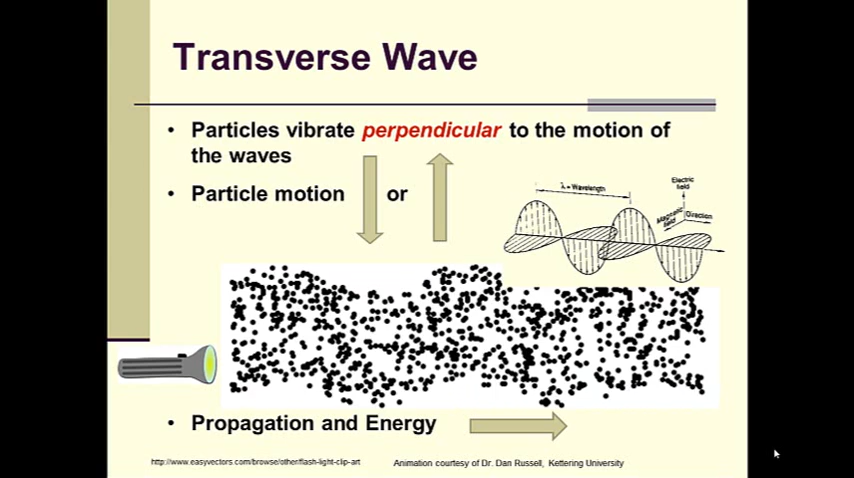 Transverse Wave
• Particles vibrate perpendicular to the motion of
the waves
• Particle motion or
λ = Wavelength
Electric
field
Magnetic
field
Direction
• Propagation and Energy
http://www.easyvectors.com/browse/other/flash-light-clip-art
Animation courtesy of Dr. Dan Russell, Kettering University